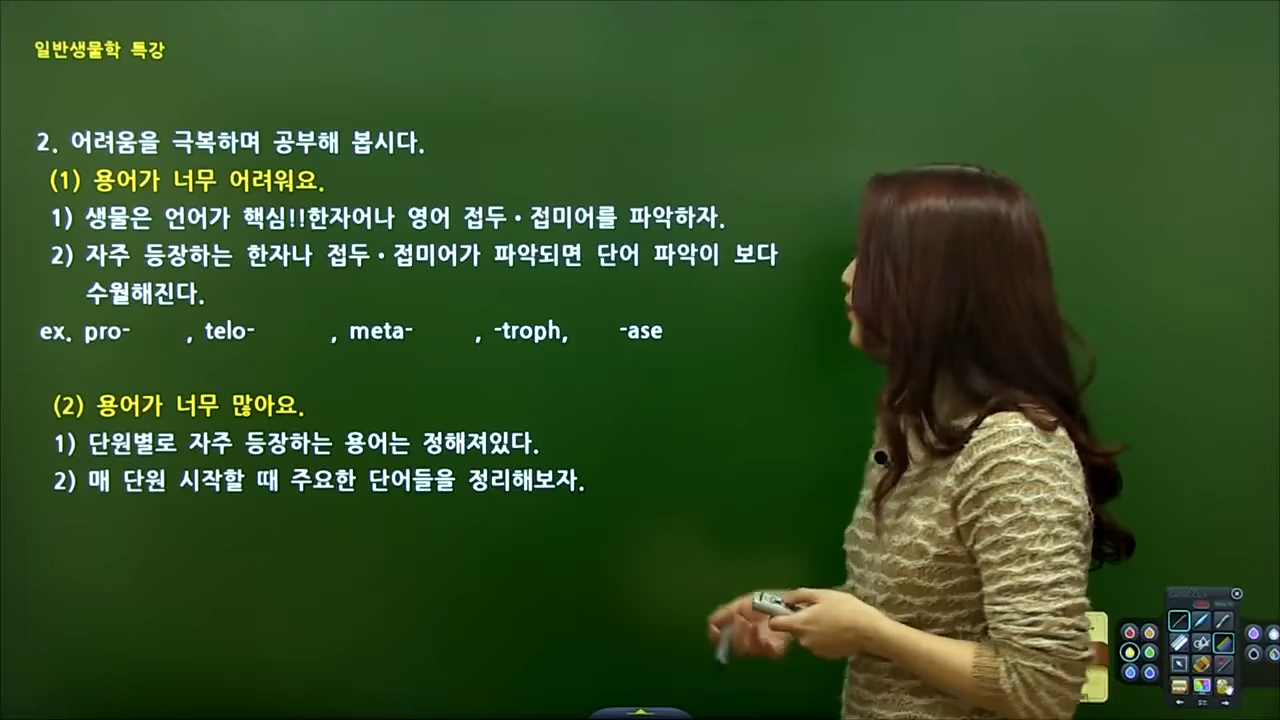 일반생물학 특강
2. 어려움을 극복하며 공부해 봅시다.
(1) 용어가 너무 어려워요.
1) 생물은 언어가 핵심!!한자어나 영어 접두·접미어를 파악하자.
2) 자주 등장하는 한자나 접두·접미어가 파악되면 단어 파악이 보다
수월해진다.
ex. pro- , telo- , meta- , -troph, -ase
(2) 용어가 너무 많아요.
1) 단원별로 자주 등장하는 용어는 정해져있다.
2) 매 단원 시작할 때 주요한 단어들을 정리해보자.